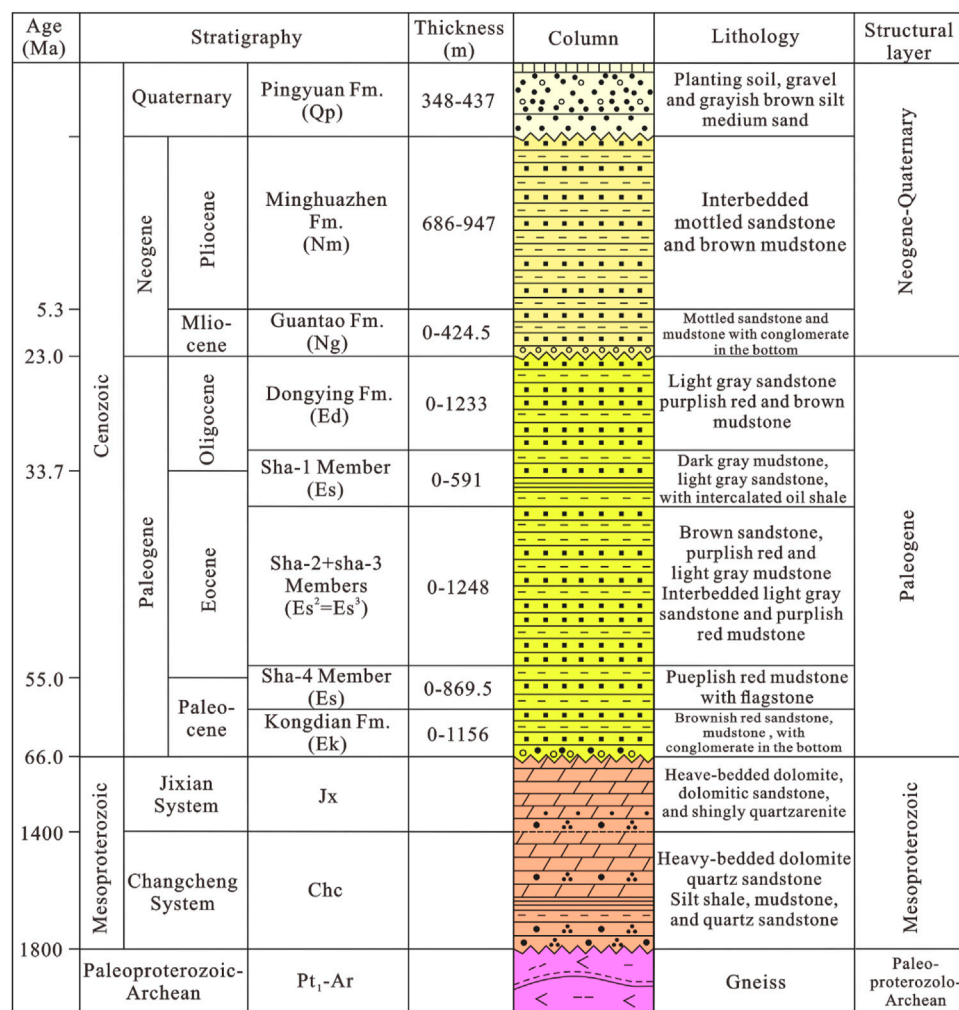 Age
(Ma)
Stratigraphy
Thickness
(m)
Column
Lithology
Structural
layer
Cenozoic
Quaternary
Pingyuan Fm.
(Qp)
348-437
Planting soil, gravel
and grayish brown silt
medium sand
Neogene-Quaternary
Neogene
Pliocene
Minghuazhen
Fm.
(Nm)
686-947
Interbedded
mottled sandstone
and brown mudstone
5.3
Mlio-
cene
Guantao Fm.
(Ng)
0-424.5
Mottled sandstone and
mudstone with conglomerate
in the bottom
23.0
Paleogene
Oligocene
Dongying Fm.
(Ed)
0-1233
Light gray sandstone
purplish red and brown
mudstone
Paleogene
33.7
Sha-1 Member
(Es)
0-591
Dark gray mudstone,
light gray sandstone,
with intercalated oil shale
Eocene
Sha-2+sha-3
Members
(Es²=Es³)
0-1248
Brown sandstone,
purplish red and
light gray mudstone
Interbedded light gray
sandstone and purplish
red mudstone
55.0
Sha-4 Member
(Es)
0-869.5
Pueplish red mudstone
with flagstone
Paleo-
cene
Kongdian Fm.
(Ek)
0-1156
Brownish red sandstone,
mudstone , with
conglomerate in the bottom
66.0
Mesoproterozoic
Jixian
System
Jx
Heave-bedded dolomite,
dolomitic sandstone,
and shingly quartzarenite
Mesoproterozoic
1400
Changcheng
System
Chc
Heavy-bedded dolomite
quartz sandstone
Silt shale, mudstone,
and quartz sandstone
1800
Paleoproterozoic-
Archean
Pt₁-Ar
Gneiss
Paleo-
proterozolo-
Archean